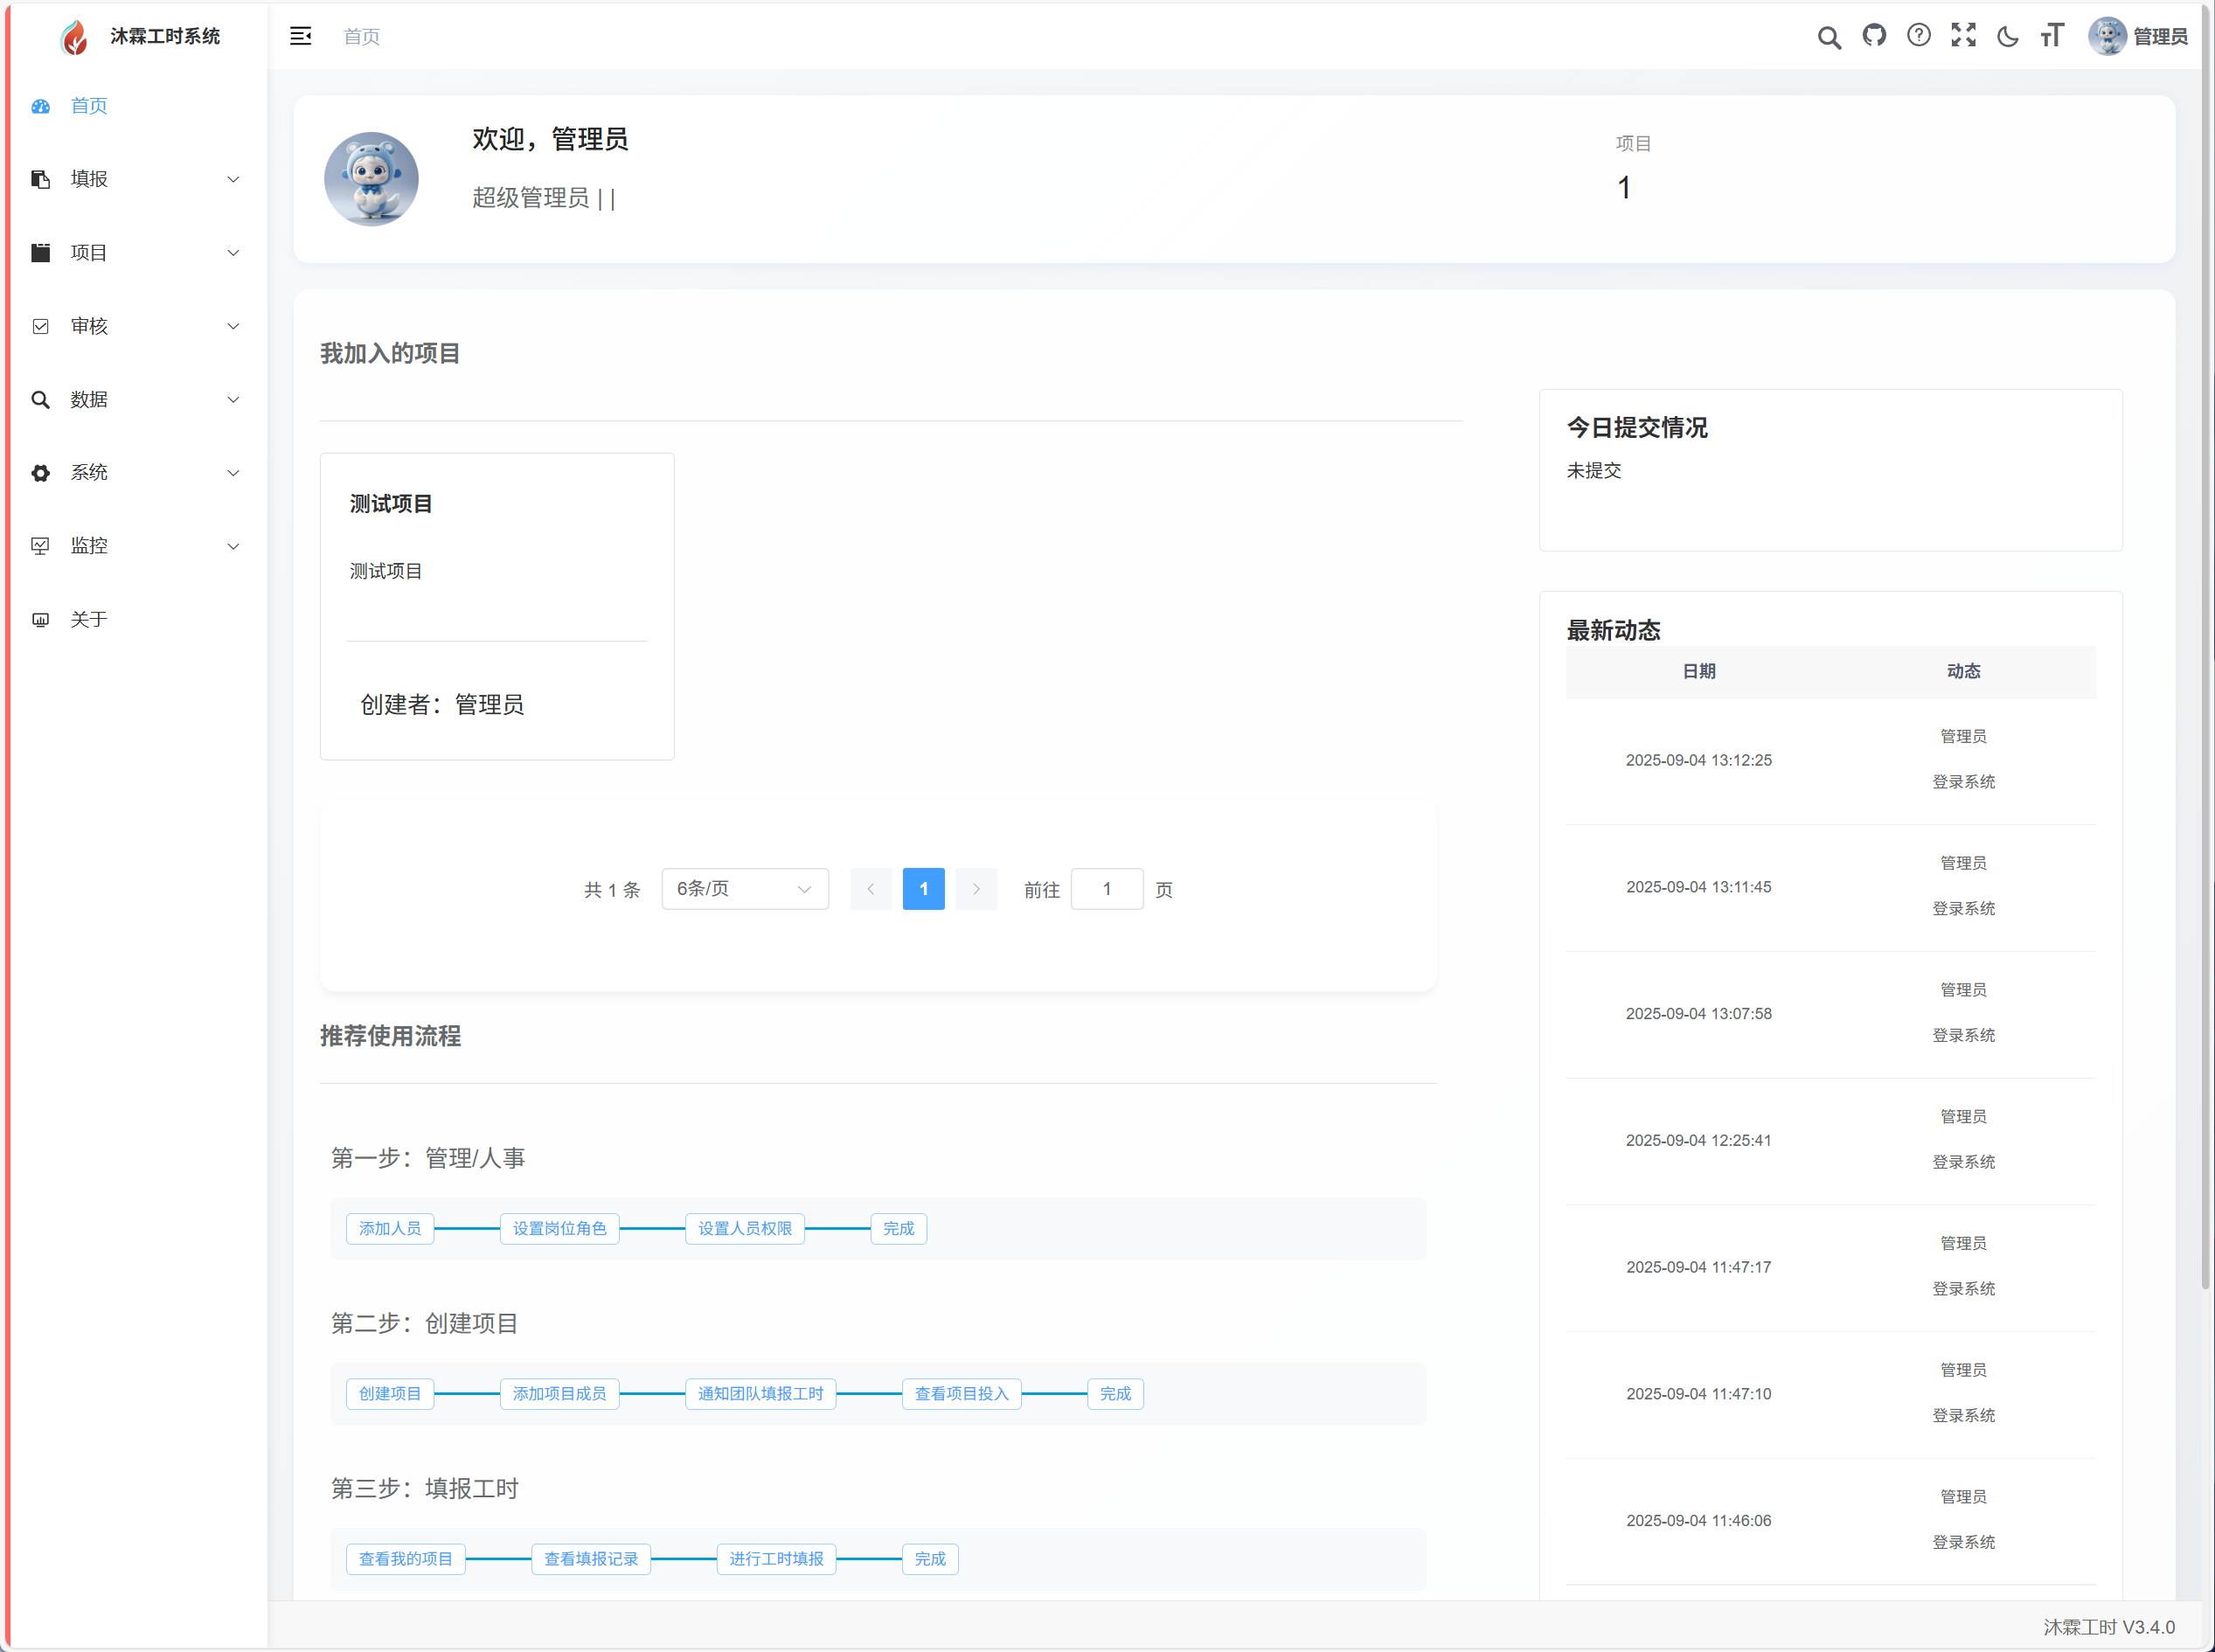 沐霖工时系统
首页
管理员
首页
填报
项目
审核
数据
系统
监控
关于
欢迎，管理员
超级管理员 | |
项目
1
我加入的项目
测试项目
测试项目
创建者：管理员
共 1 条 6条/页 1 前往 1 页
推荐使用流程
第一步：管理/人事
添加人员 设置岗位角色 设置人员权限 完成
第二步：创建项目
创建项目 添加项目成员 通知团队填报工时 查看项目投入 完成
第三步：填报工时
查看我的项目 查看填报记录 进行工时填报 完成
今日提交情况
未提交
最新动态
日期 动态
2025-09-04 13:12:25
管理员
登录系统
2025-09-04 13:11:45
管理员
登录系统
2025-09-04 13:07:58
管理员
登录系统
2025-09-04 12:25:41
管理员
登录系统
2025-09-04 11:47:17
管理员
登录系统
2025-09-04 11:47:10
管理员
登录系统
2025-09-04 11:46:06
管理员
登录系统
沐霖工时 V3.4.0